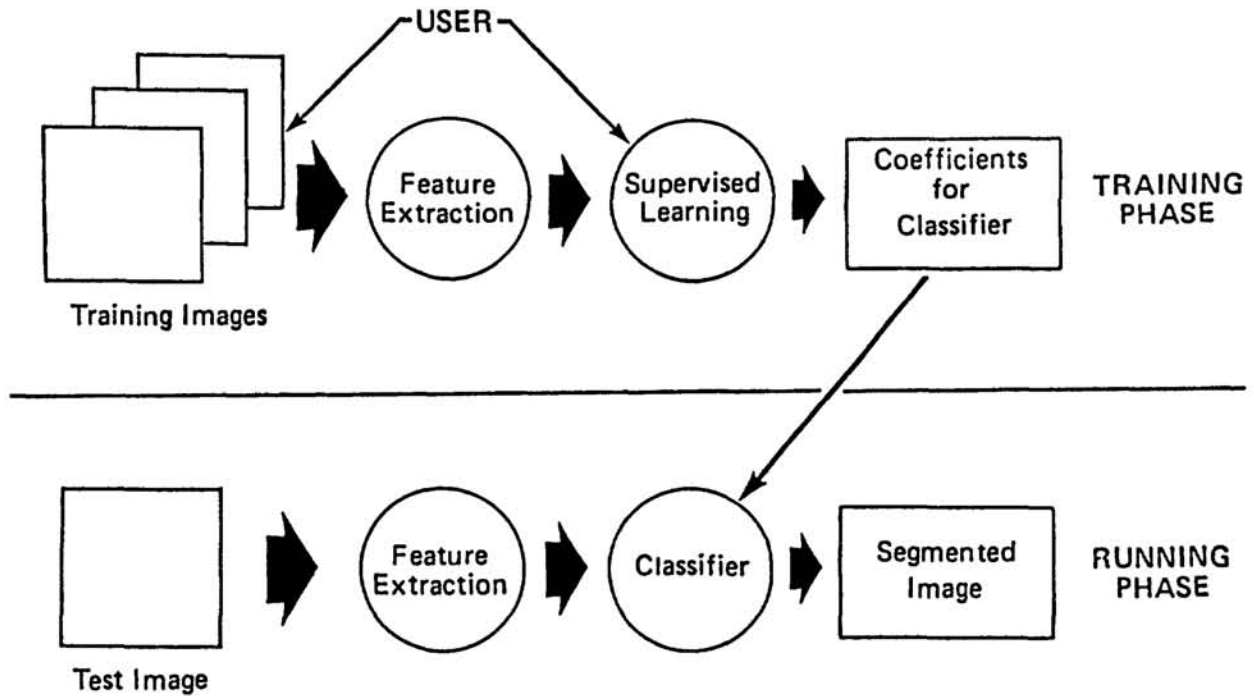 USER
Feature
Extraction
Supervised
Learning
Coefficients
for
Classifier
TRAINING
PHASE
Training Images
Feature
Extraction
Classifier
Segmented
Image
RUNNING
PHASE
Test Image